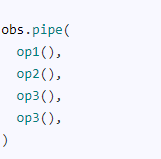 obs.pipe(
  op1(),
  op2(),
  op3(),
  op3(),
)